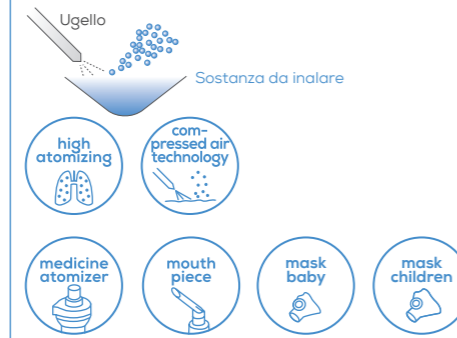 Ugello
Sostanza da inalare
high
atomizing
com-
pressed air
technology
medicine
atomizer
mouth
piece
mask
baby
mask
children